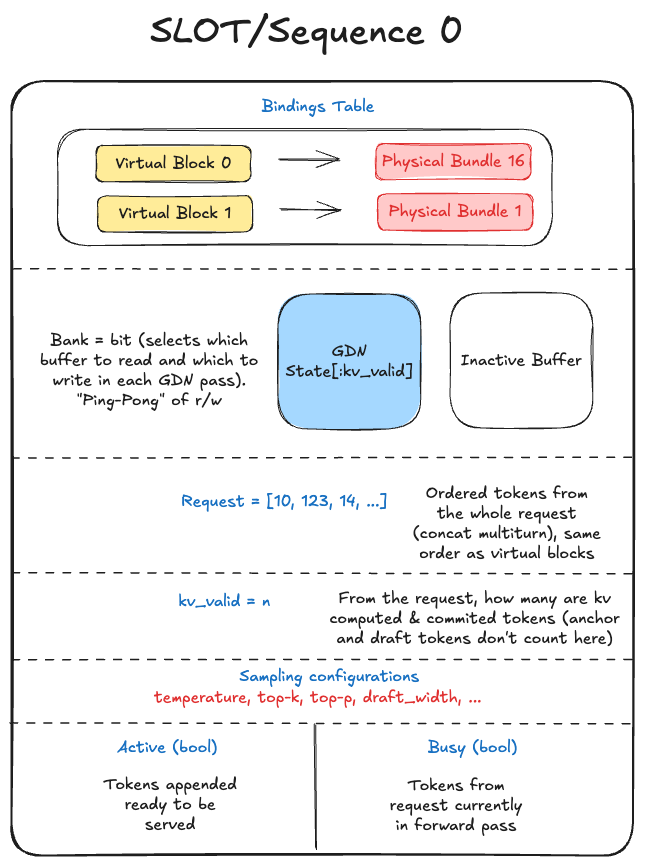 SLOT/Sequence 0
Bindings Table
Virtual Block 0
Physical Bundle 16
Virtual Block 1
Physical Bundle 1
Bank = bit (selects which
buffer to read and which to
write in each GDN pass).
"Ping-Pong" of r/w
GDN
State[:kv_valid]
Inactive Buffer
Request = [10, 123, 14, ...]
Ordered tokens from
the whole request
(concat multiturn), same
order as virtual blocks
kv_valid = n
From the request, how many are kv
computed & commited tokens (anchor
and draft tokens don't count here)
Sampling configurations
temperature, top-k, top-p, draft_width, ...
Active (bool)
Tokens appended
ready to be
served
Busy (bool)
Tokens from
request currently
in forward pass